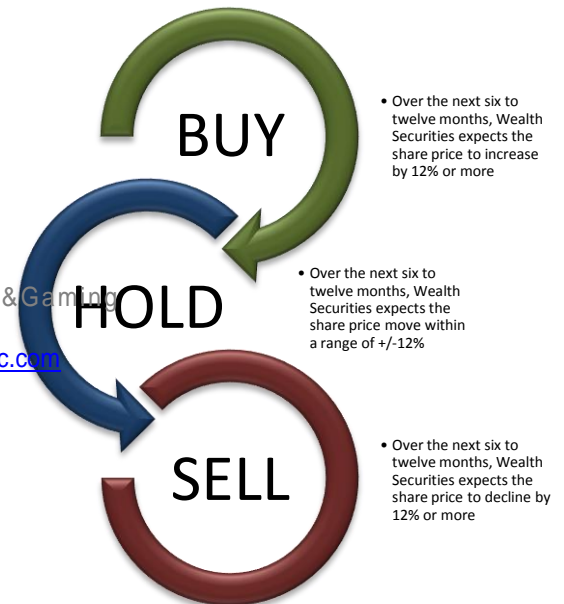 • Over the next six to
twelve months, Wealth
Securities expects the
share price to increase
by 12% or more
BUY
• Over the next six to
twelve months, Wealth
Securities expects the
share price move within
a range of +/-12%
&Gaming
HOLD
c.com
• Over the next six to
twelve months, Wealth
Securities expects the
share price to decline by
12% or more
SELL